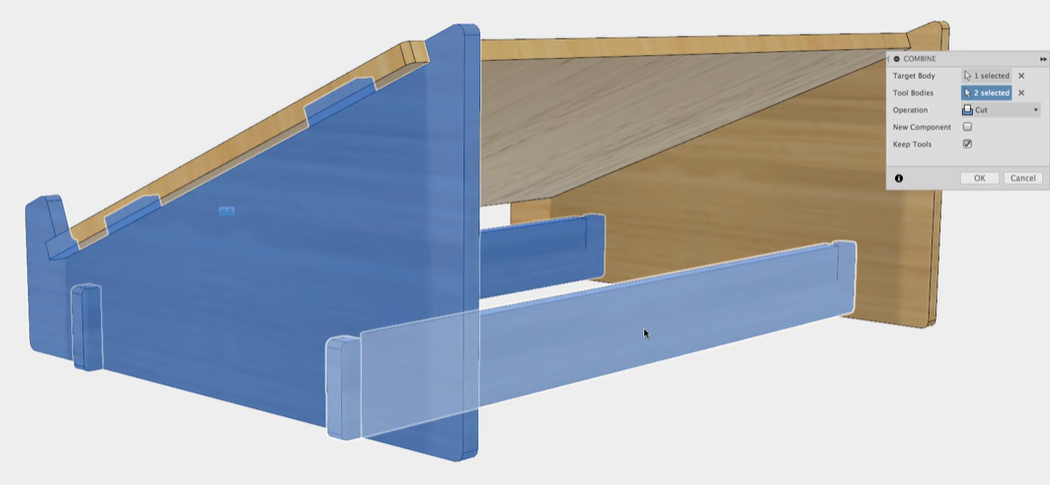 COMBINE
Target Body 1 selected
Tool Bodies 2 selected
Operation Cut
New Component
Keep Tools
OK Cancel